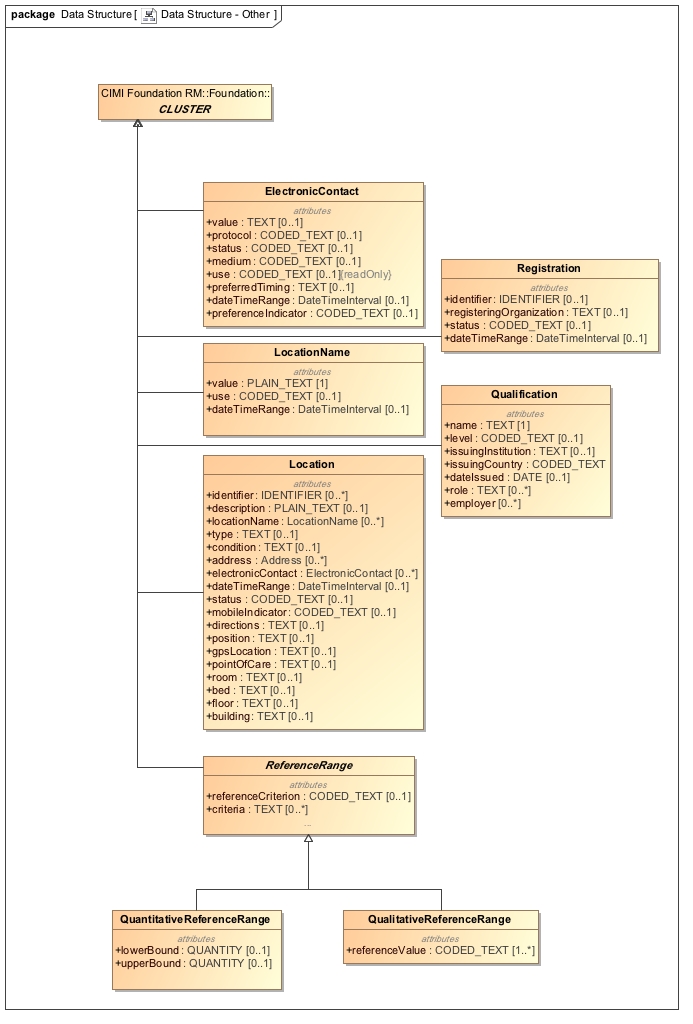 package Data Structure [ Data Structure - Other ]
CIMI Foundation RM::Foundation::
CLUSTER
ElectronicContact
attributes
+value : TEXT [0..1]
+protocol : CODED_TEXT [0..1]
+status : CODED_TEXT [0..1]
+medium : CODED_TEXT [0..1]
+use : CODED_TEXT [0..1]{readOnly}
+preferredTiming : TEXT [0..1]
+dateTimeRange : DateTimeInterval [0..1]
+preferenceIndicator : CODED_TEXT [0..1]
Registration
attributes
+identifier : IDENTIFIER [0..1]
+registeringOrganization : TEXT [0..1]
+status : CODED_TEXT [0..1]
+dateTimeRange : DateTimeInterval [0..1]
LocationName
attributes
+value : PLAIN_TEXT [1]
+use : CODED_TEXT [0..1]
+dateTimeRange : DateTimeInterval [0..1]
Qualification
attributes
+name : TEXT [1]
+level : CODED_TEXT [0..1]
+issuingInstitution : TEXT [0..1]
+issuingCountry : CODED_TEXT
+dateIssued : DATE [0..1]
+role : TEXT [0..*]
+employer [0..*]
Location
attributes
+identifier : IDENTIFIER [0..*]
+description : PLAIN_TEXT [0..1]
+locationName : LocationName [0..*]
+type : TEXT [0..1]
+condition : TEXT [0..1]
+address : Address [0..*]
+electronicContact : ElectronicContact [0..*]
+dateTimeRange : DateTimeInterval [0..1]
+status : CODED_TEXT [0..1]
+mobileIndicator : CODED_TEXT [0..1]
+directions : TEXT [0..1]
+position : TEXT [0..1]
+gpsLocation : TEXT [0..1]
+pointOfCare : TEXT [0..1]
+room : TEXT [0..1]
+bed : TEXT [0..1]
+floor : TEXT [0..1]
+building : TEXT [0..1]
ReferenceRange
attributes
+referenceCriterion : CODED_TEXT [0..1]
+criteria : TEXT [0..*]
...
QuantitativeReferenceRange
attributes
+lowerBound : QUANTITY [0..1]
+upperBound : QUANTITY [0..1]
QualitativeReferenceRange
attributes
+referenceValue : CODED_TEXT [1..*]